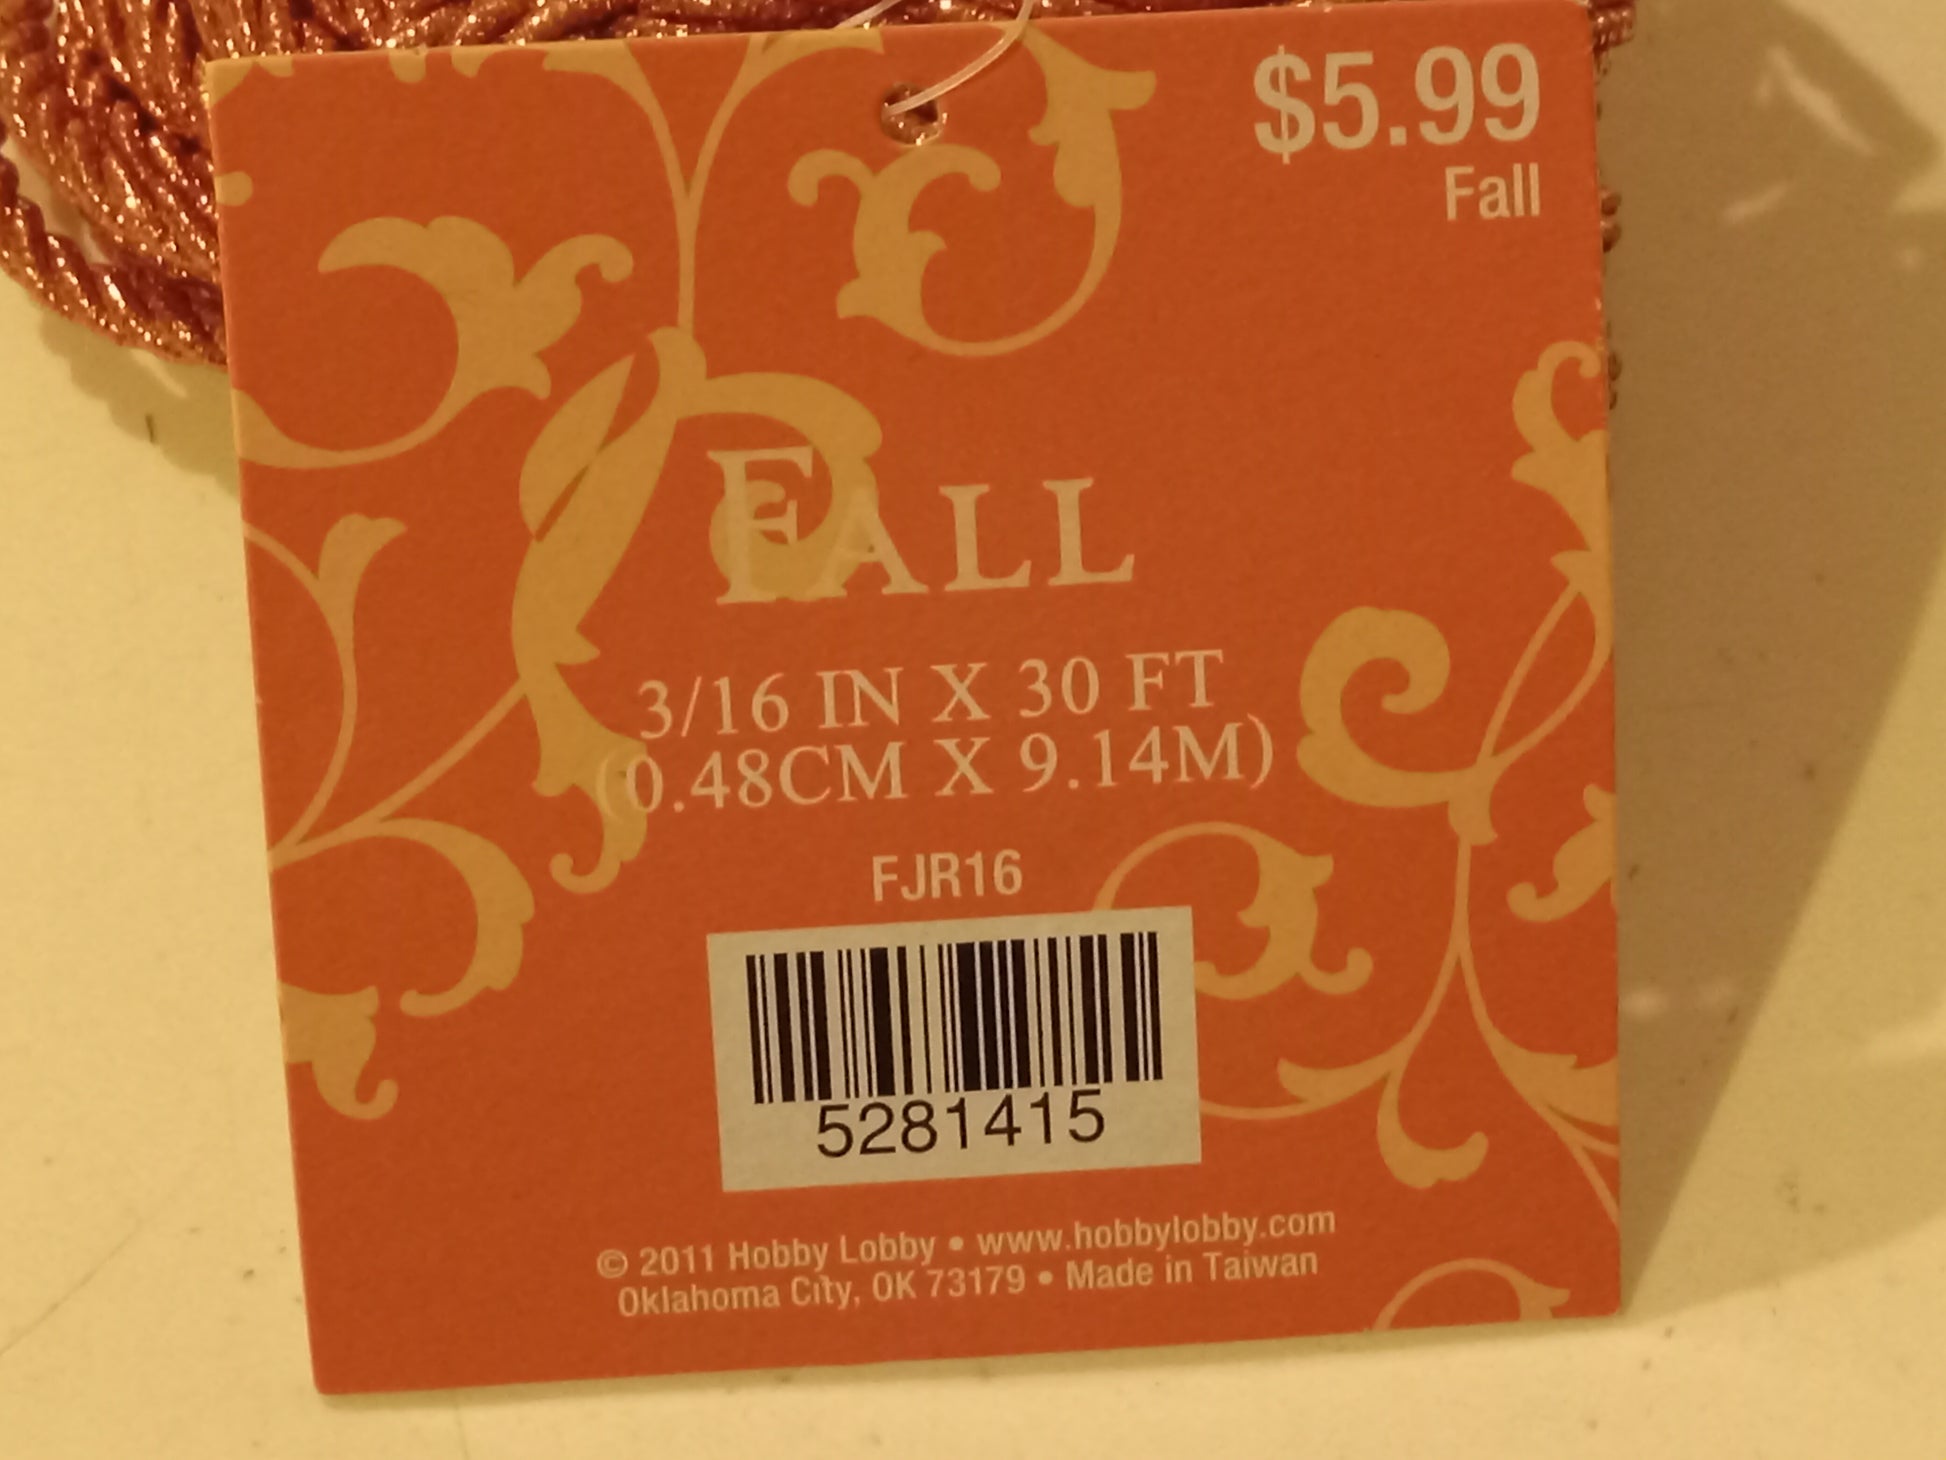 $5.99
Fall
FALL
3/16 IN X 30 FT
(0.48CM X 9.14M)
FJR16
5281415
© 2011 Hobby Lobby • www.hobbylobby.com
Oklahoma City, OK 73179 • Made in Taiwan